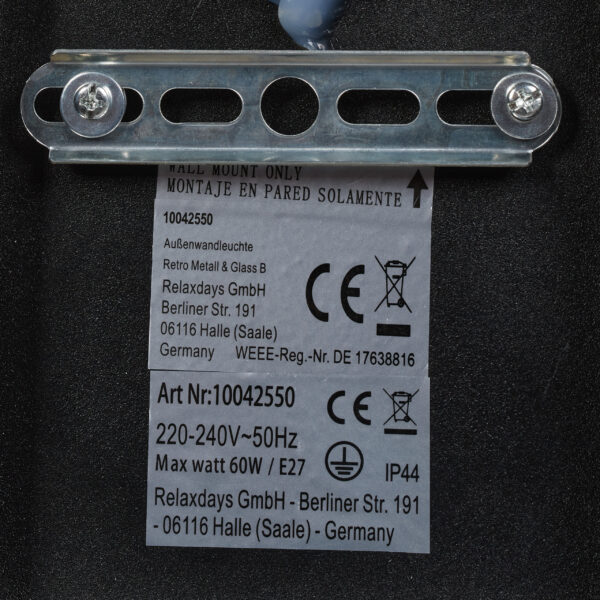 WALL MOUNT ONLY
MONTAJE EN PARED SOLAMENTE
10042550
Außenwandleuchte
Retro Metall & Glass B
Relaxdays GmbH
Berliner Str. 191
06116 Halle (Saale)
Germany WEEE-Reg.-Nr. DE 17638816
CE
Art Nr:10042550
CE
220-240V~50Hz
Max watt 60W / E27
IP44
Relaxdays GmbH - Berliner Str. 191
- 06116 Halle (Saale) - Germany